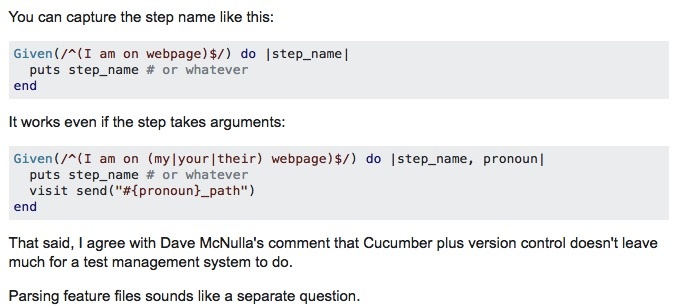 You can capture the step name like this:
Given(/^(I am on webpage)$/) do |step_name|
  puts step_name # or whatever
end
It works even if the step takes arguments:
Given(/^(I am on (my|your|their) webpage)$/) do |step_name, pronoun|
  puts step_name # or whatever
  visit send("#{pronoun}_path")
end
That said, I agree with Dave McNulla's comment that Cucumber plus version control doesn't leave
much for a test management system to do.
Parsing feature files sounds like a separate question.